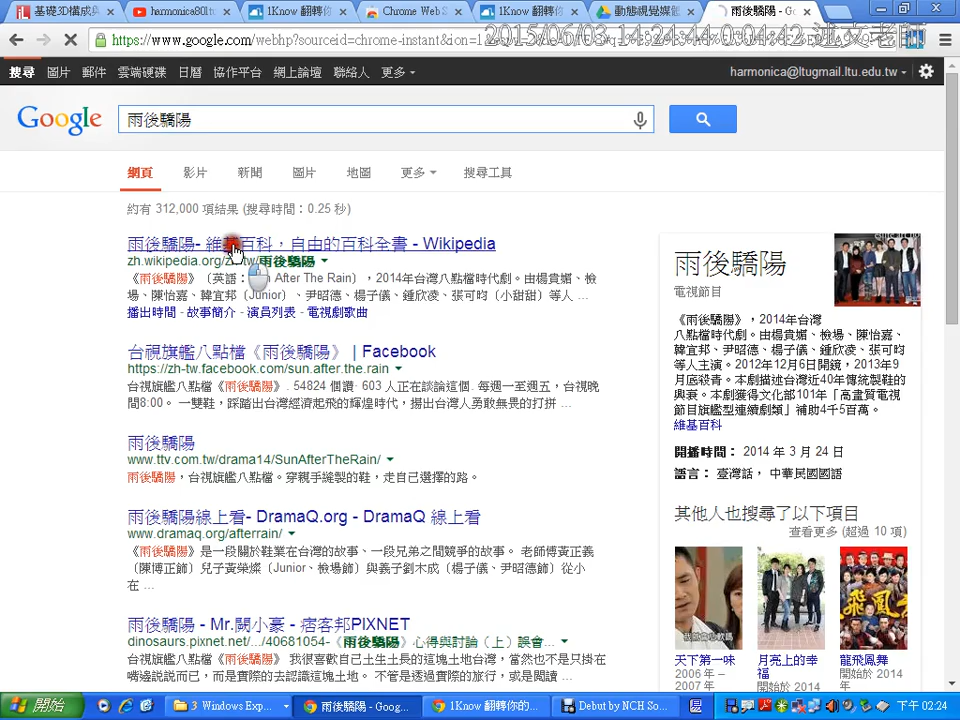 基礎3D構成與
harmonica80lt
1Know 翻轉你
Chrome Web S
1Know 翻轉你
動態視覺媒體
雨後驕陽 - Go
https://www.google.com/webhp?sourceid=chrome-instant&ion=1
2015/06/03 14:24:44 0:04:42
搜尋 圖片 郵件 雲端硬碟 日曆 協作平台 網上論壇 聯絡人 更多
harmonica@ltugmail.ltu.edu.tw
Google
雨後驕陽
網頁 影片 新聞 圖片 地圖 更多 搜尋工具
約有 312,000 項結果 (搜尋時間：0.25 秒)
雨後驕陽- 維基百科，自由的百科全書 - Wikipedia
zh.wikipedia.org/zh-tw/雨後驕陽
《雨後驕陽》〔英語：Sun After The Rain〕，2014年台灣八點檔時代劇。由楊貴媚、檢
場、陳怡嘉、韓宜邦〔Junior〕、尹昭德、楊子儀、鍾欣凌、張可昀〔小甜甜〕等人 ...
播出時間 - 故事簡介 - 演員列表 - 電視劇歌曲
台視旗艦八點檔《雨後驕陽》 | Facebook
https://zh-tw.facebook.com/sun.after.the.rain
台視旗艦八點檔《雨後驕陽》. 54824 個讚· 603 人正在談論這個. 每週一至週五，台視晚
間8:00。 一雙鞋，踩踏出台灣經濟起飛的輝煌時代，揚出台灣人勇敢無畏的打拼 ...
雨後驕陽
www.ttv.com.tw/drama14/SunAfterTheRain/
雨後驕陽，台視旗艦八點檔。穿親手縫製的鞋，走自己選擇的路。
雨後驕陽線上看- DramaQ.org - DramaQ 線上看
www.dramaq.org/afterrain/
《雨後驕陽》是一段關於鞋業在台灣的故事、一段兄弟之間競爭的故事。 老師傅黃正義
〔陳博正飾〕兒子黃榮燦〔Junior、檢場飾〕與義子劉木成〔楊子儀、尹昭德飾〕從小
在 ...
雨後驕陽 - Mr.闕小豪 - 痞客邦PIXNET
dinosaurs.pixnet.net/.../40681054-《雨後驕陽》心得與討論（上）誤會...
台灣旗艦八點檔《雨後驕陽》 我很喜歡自己土生土長的這塊土地台灣，當然也不是只掛在
嘴邊說說而已，而是實際的去認識這塊土地。 不管是透過實際的旅行，或是閱讀 ...
雨後驕陽
電視節目
《雨後驕陽》，2014年台灣
八點檔時代劇。由楊貴媚、檢場、陳怡嘉、
韓宜邦、尹昭德、楊子儀、鍾欣凌、張可昀
等人主演。2012年12月6日開鏡，2013年9
月底殺青。本劇描述台灣近40年傳統製鞋的
興衰。本劇獲得文化部101年「高畫質電視
節目旗艦型連續劇類」補助4千5百萬。
維基百科
開播時間： 2014 年 3 月 24 日
語言： 臺灣話， 中華民國國語
其他人也搜尋了以下項目
查看更多 (超過 10 項)
天下第一味
2006 年 –
2007 年
月亮上的幸
福
開始於 2014
年
龍飛鳳舞
開始於 2014
年
開始
3 Windows Exp...
雨後驕陽 - Goog...
1Know 翻轉你的...
Debut by NCH So...
下午 02:24